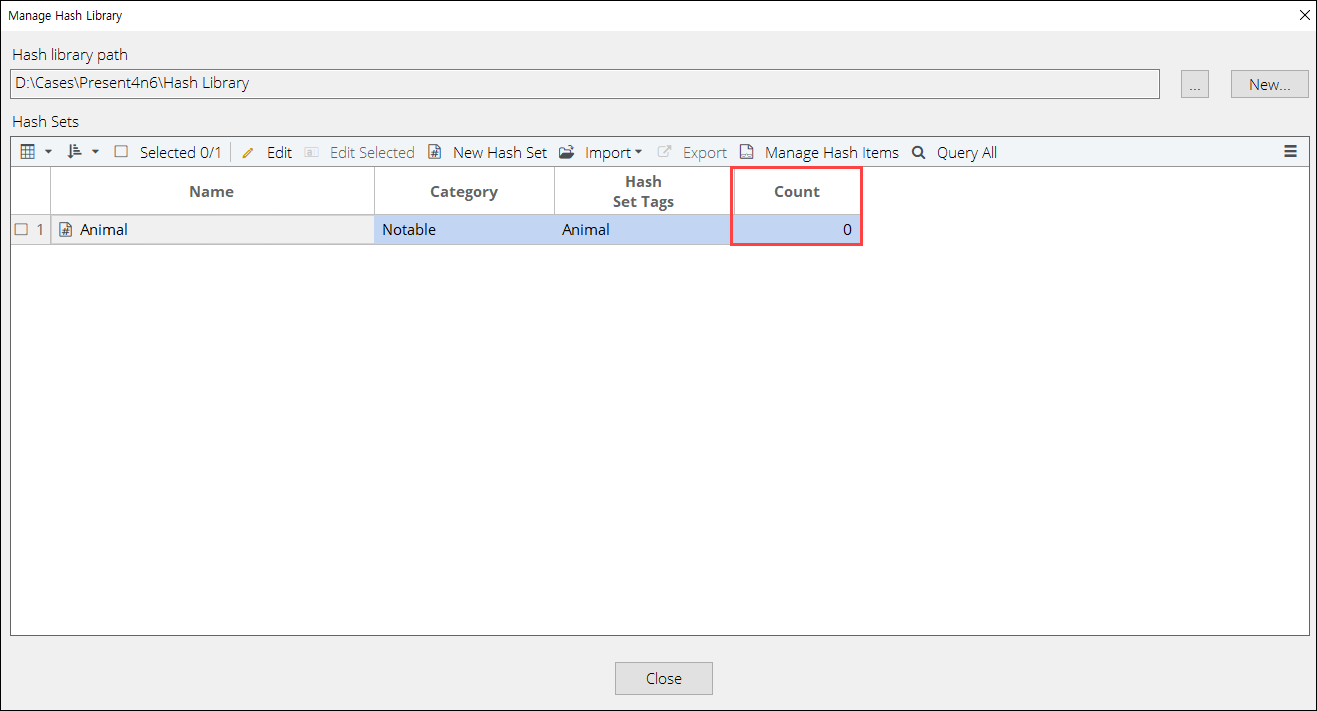 Manage Hash Library
Hash library path
D:\Cases\Present4n6\Hash Library
...
New...
Hash Sets
Selected 0/1 Edit Edit Selected New Hash Set Import Export Manage Hash Items Query All
Name Category Hash Set Tags Count
1 Animal Notable Animal 0
Close